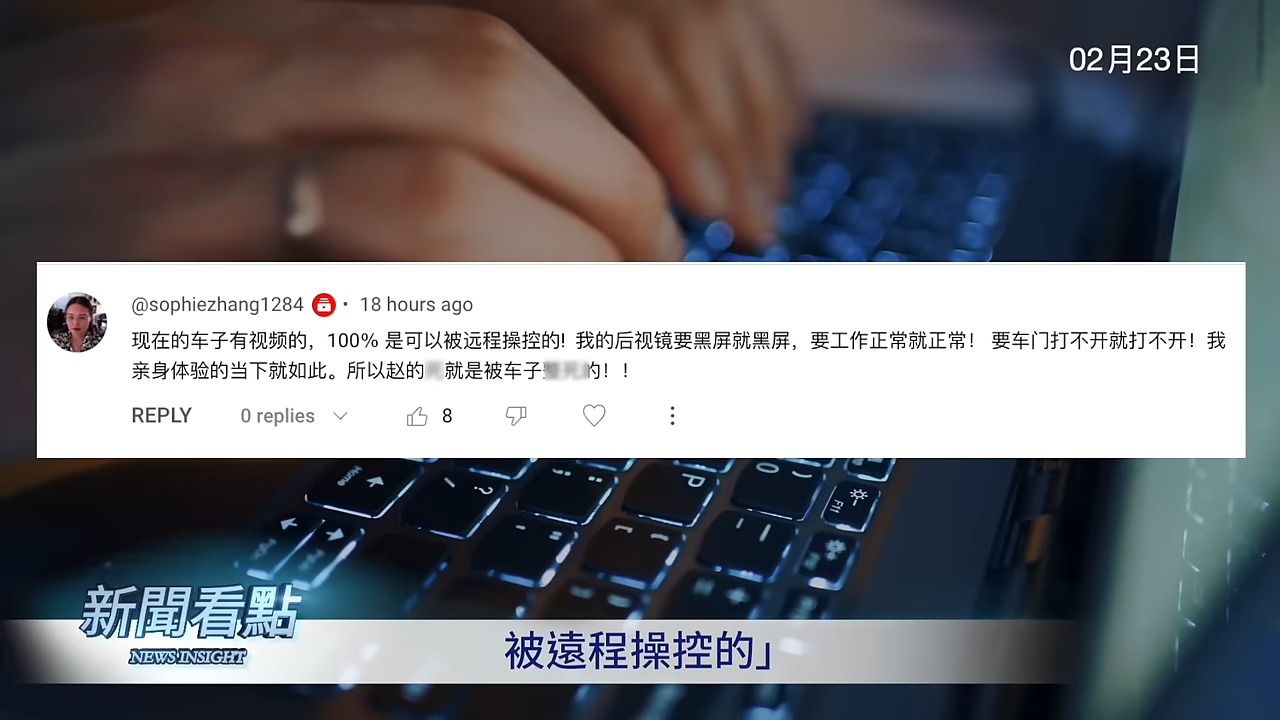 02月23日
@sophiezhang1284 · 18 hours ago
现在的车子有视频的，100% 是可以被远程操控的! 我的后视镜要黑屏就黑屏，要工作正常就正常！ 要车门打不开就打不开！我
亲身体验的当下就如此。所以赵的就是被车子的！！
REPLY 0 replies 8
Home
? /
" '
P
F11
PgUp
新聞看點
NEWS INSIGHT
被遠程操控的」